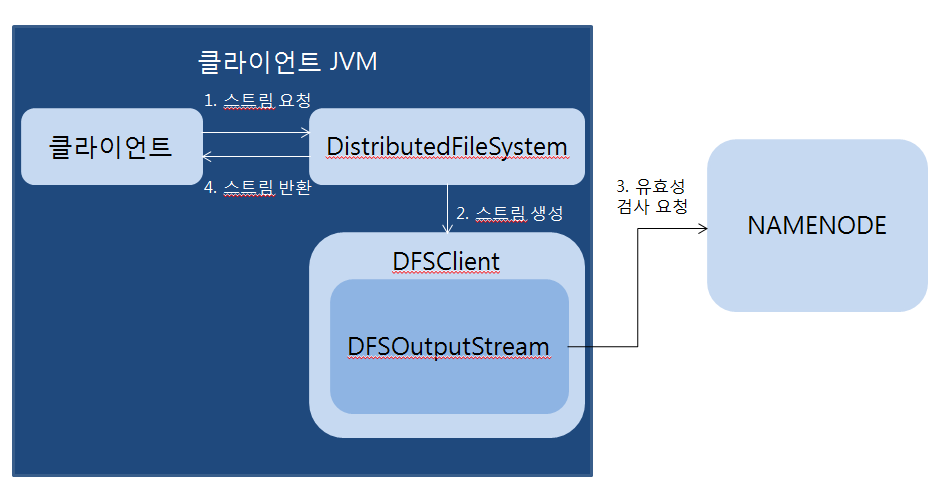 클라이언트 JVM
1. 스트림 요청
클라이언트
DistributedFileSystem
4. 스트림 반환
2. 스트림 생성
3. 유효성
검사 요청
NAMENODE
DFSClient
DFSOutputStream